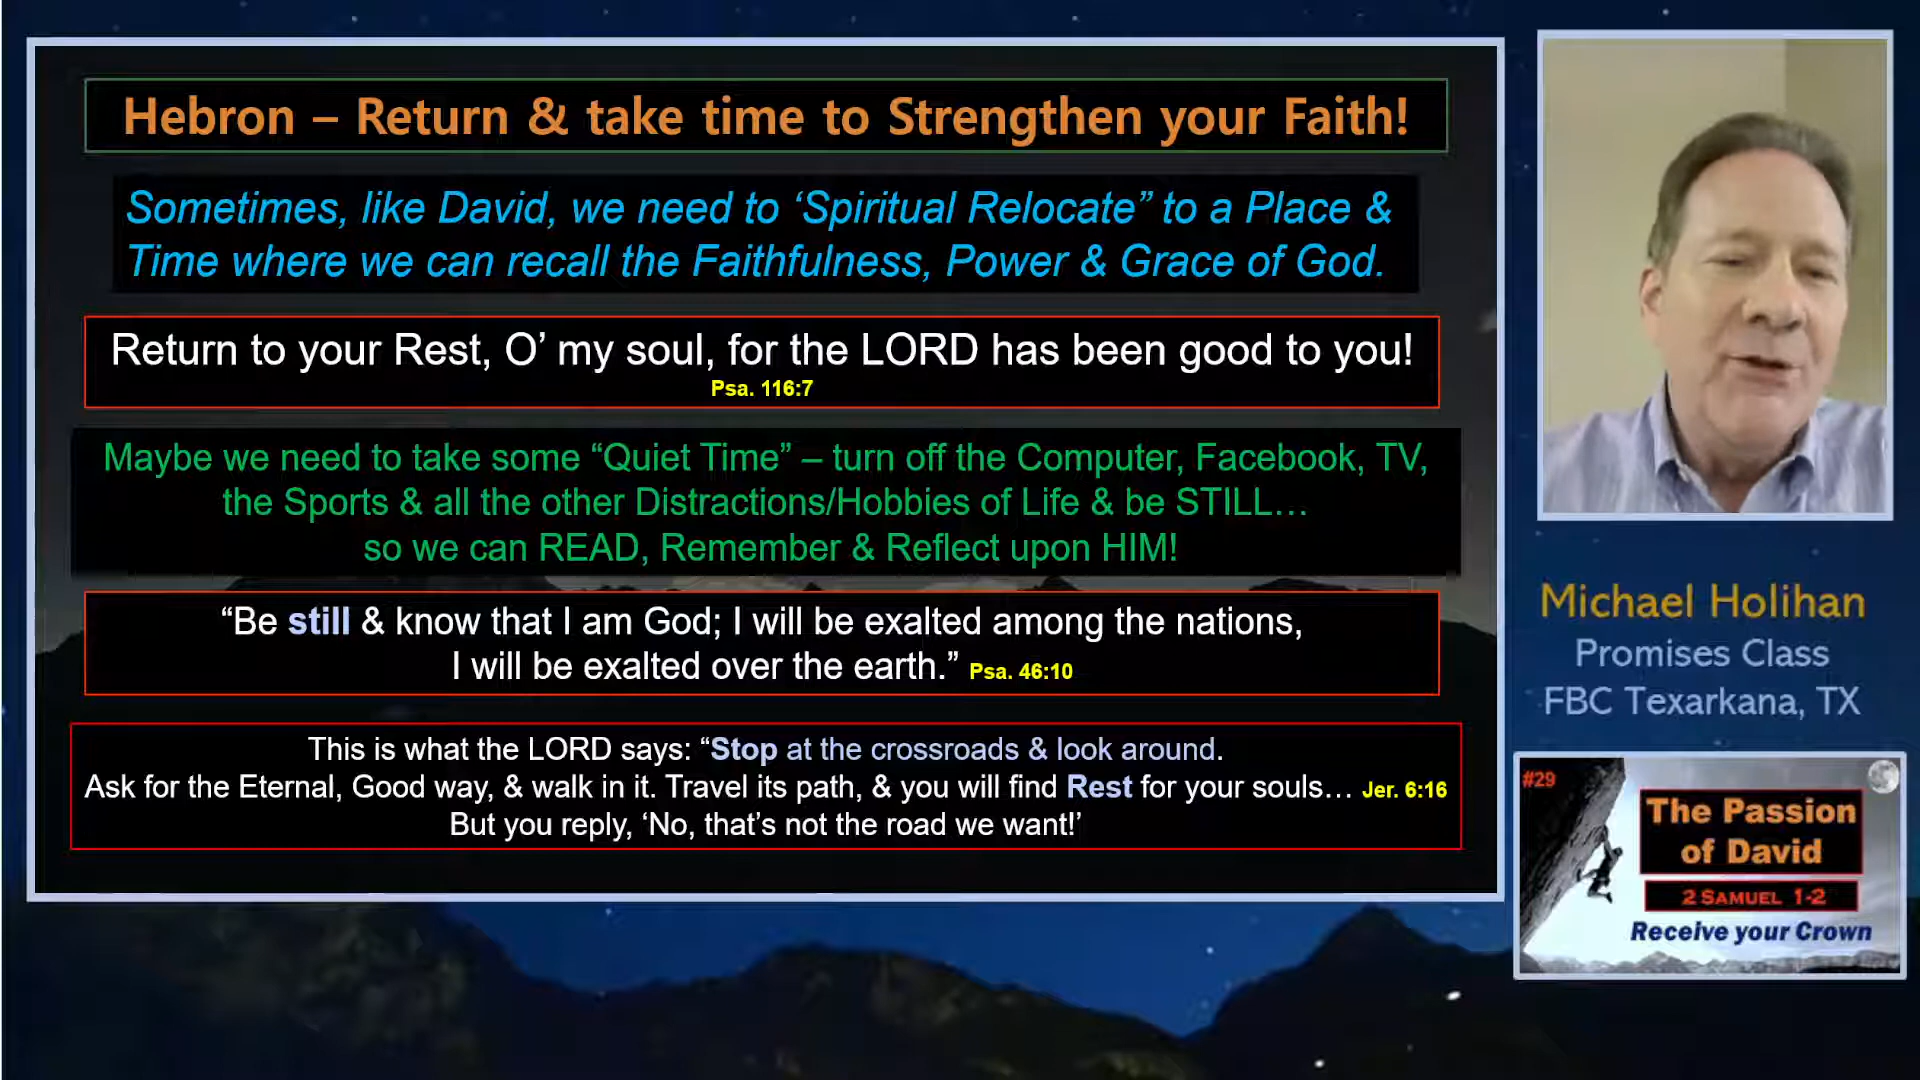 Hebron – Return & take time to Strengthen your Faith!
Sometimes, like David, we need to ‘Spiritual Relocate” to a Place &
Time where we can recall the Faithfulness, Power & Grace of God.
Return to your Rest, O’ my soul, for the LORD has been good to you!
Psa. 116:7
Maybe we need to take some “Quiet Time” – turn off the Computer, Facebook, TV,
the Sports & all the other Distractions/Hobbies of Life & be STILL…
so we can READ, Remember & Reflect upon HIM!
“Be still & know that I am God; I will be exalted among the nations,
I will be exalted over the earth.” Psa. 46:10
This is what the LORD says: “Stop at the crossroads & look around.
Ask for the Eternal, Good way, & walk in it. Travel its path, & you will find Rest for your souls… Jer. 6:16
But you reply, ‘No, that’s not the road we want!’
Michael Holihan
Promises Class
FBC Texarkana, TX
#29
The Passion
of David
2 SAMUEL 1-2
Receive your Crown